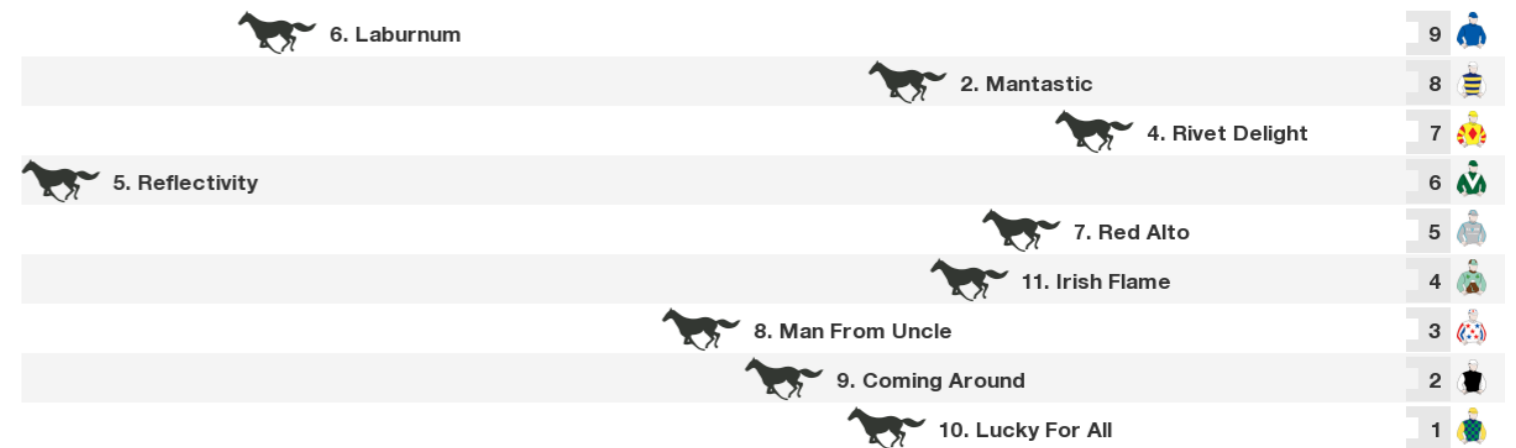 6. Laburnum 9
2. Mantastic 8
4. Rivet Delight 7
5. Reflectivity 6
7. Red Alto 5
11. Irish Flame 4
8. Man From Uncle 3
9. Coming Around 2
10. Lucky For All 1